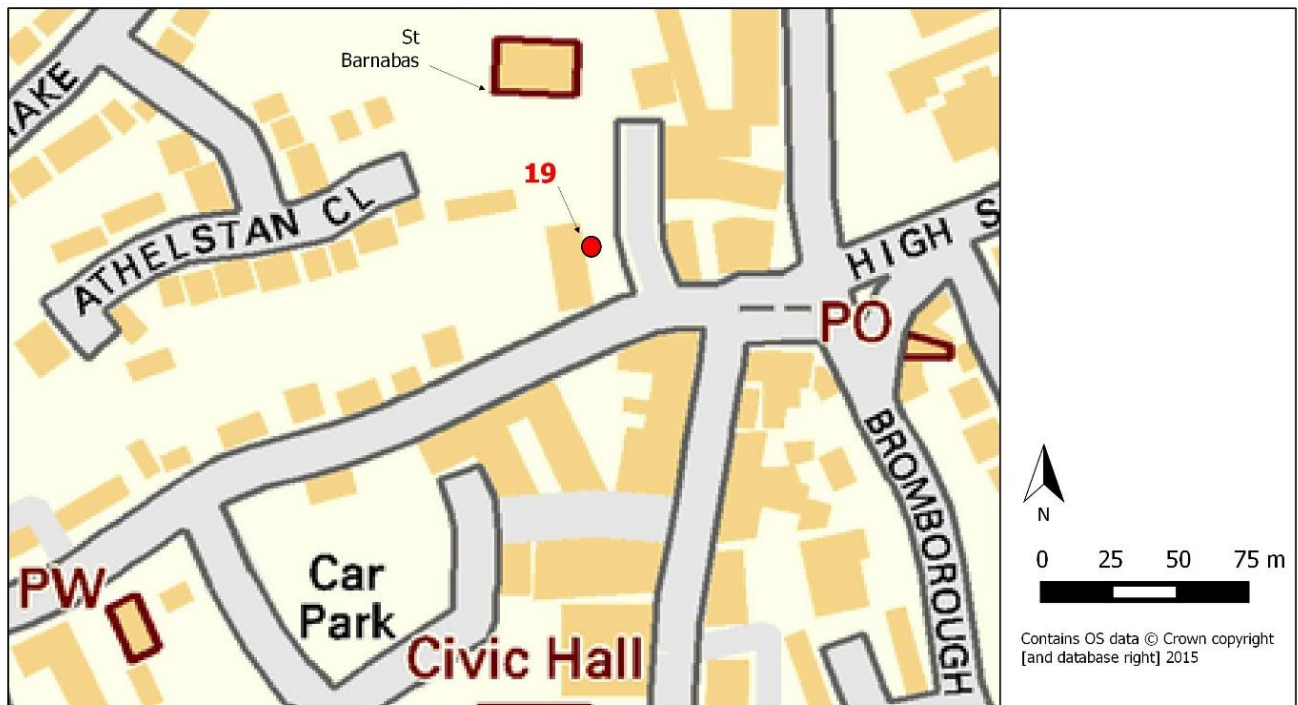 St
Barnabas
AKE
19
ATHELSTAN CL
HIGH S
PO
BROMBOROUGH
Car
Park
PW
Civic Hall
N
0 25 50 75 m
Contains OS data © Crown copyright
[and database right] 2015